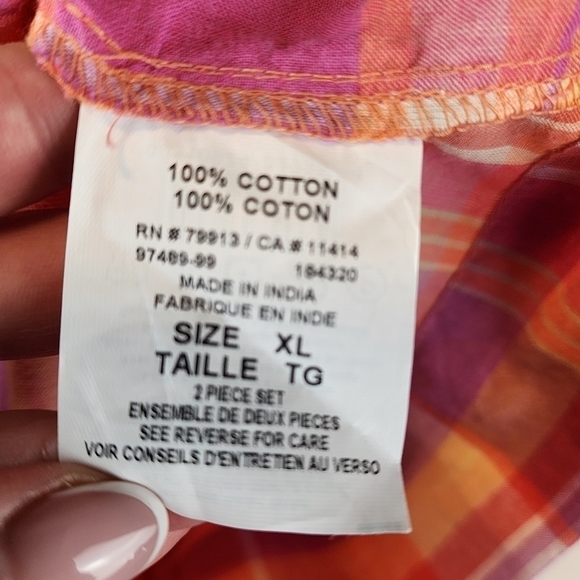 100% COTTON
100% COTON
RN # 79913 / CA # 11414
97489-99 194320
MADE IN INDIA
FABRIQUE EN INDE
SIZE XL
TAILLE TG
2 PIECE SET
ENSEMBLE DE DEUX PIECES
SEE REVERSE FOR CARE
VOIR CONSEILS D'ENTRETIEN AU VERSO